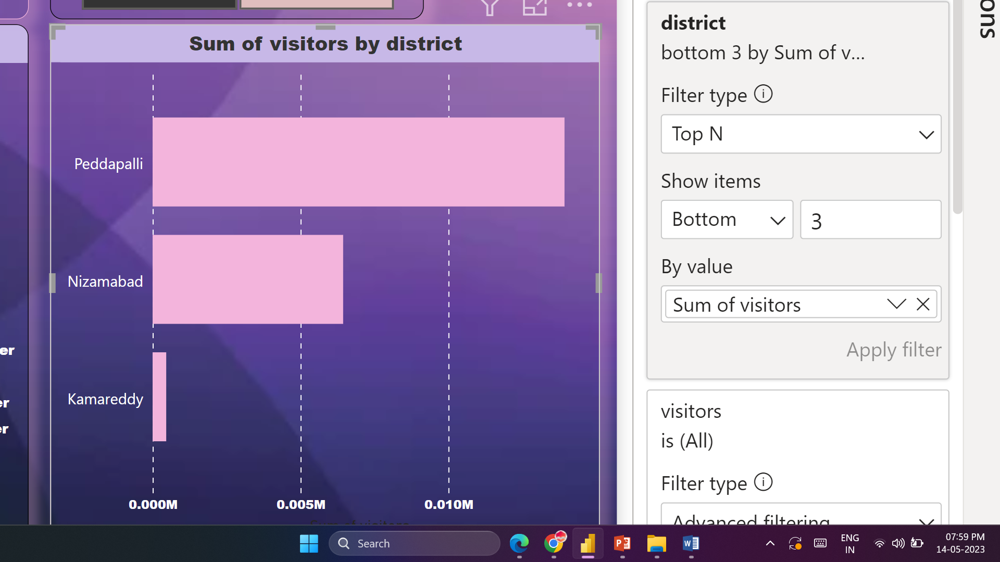 Sum of visitors by district
Peddapalli
Nizamabad
Kamareddy
0.000M
0.005M
0.010M
er
er
er
district
bottom 3 by Sum of v...
Filter type
Top N
Show items
Bottom
3
By value
Sum of visitors
Apply filter
visitors
is (All)
Filter type
Advanced filtering
ons
Search
ENG
IN
07:59 PM
14-05-2023